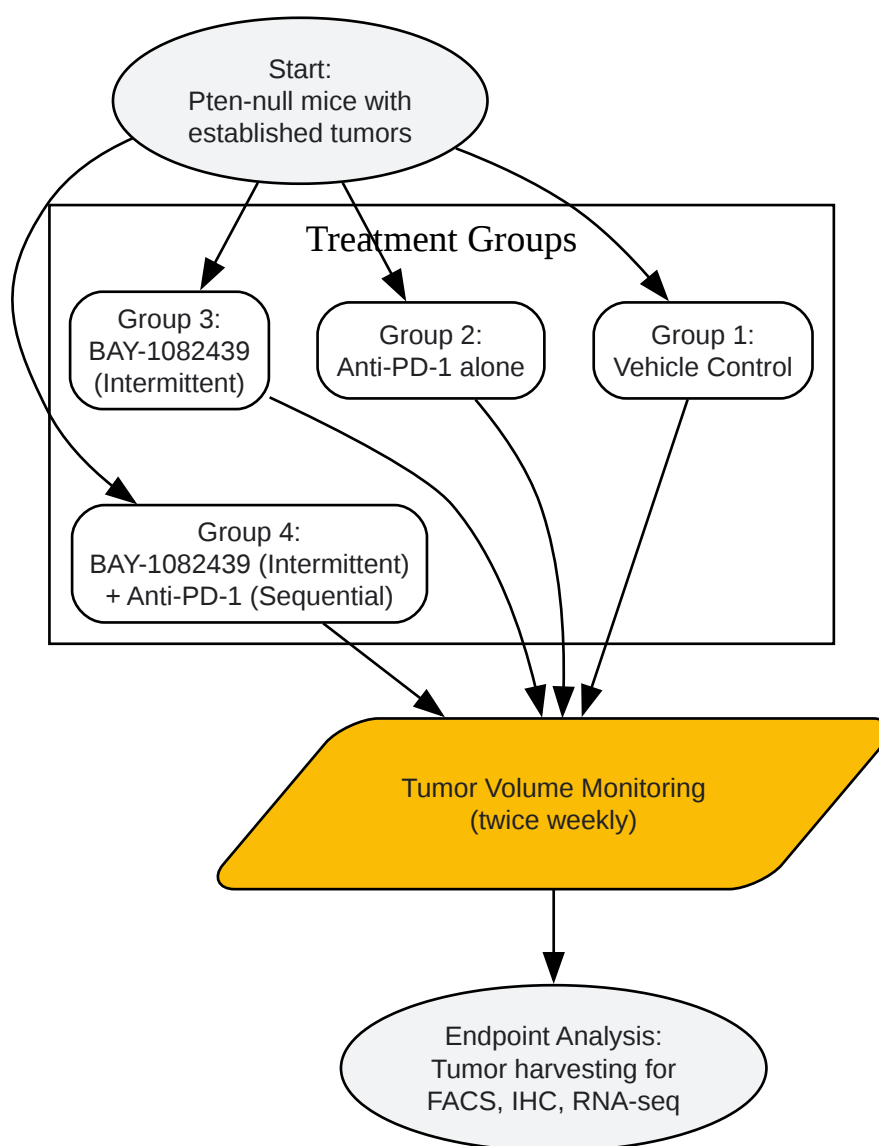 Start:
Pten-null mice with
established tumors
Treatment Groups
Group 3:
BAY-1082439
(Intermittent)
Group 2:
Anti-PD-1 alone
Group 1:
Vehicle Control
Group 4:
BAY-1082439 (Intermittent)
+ Anti-PD-1 (Sequential)
Tumor Volume Monitoring
(twice weekly)
Endpoint Analysis:
Tumor harvesting for
FACS, IHC, RNA-seq